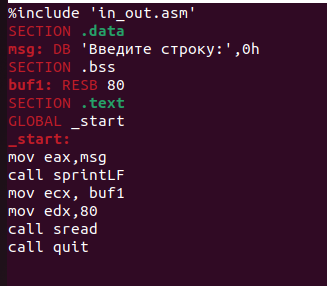 %include 'in_out.asm'
SECTION .data
msg: DB 'Введите строку:',0h
SECTION .bss
buf1: RESB 80
SECTION .text
GLOBAL _start
_start:
mov eax,msg
call sprintLF
mov ecx, buf1
mov edx,80
call sread
call quit